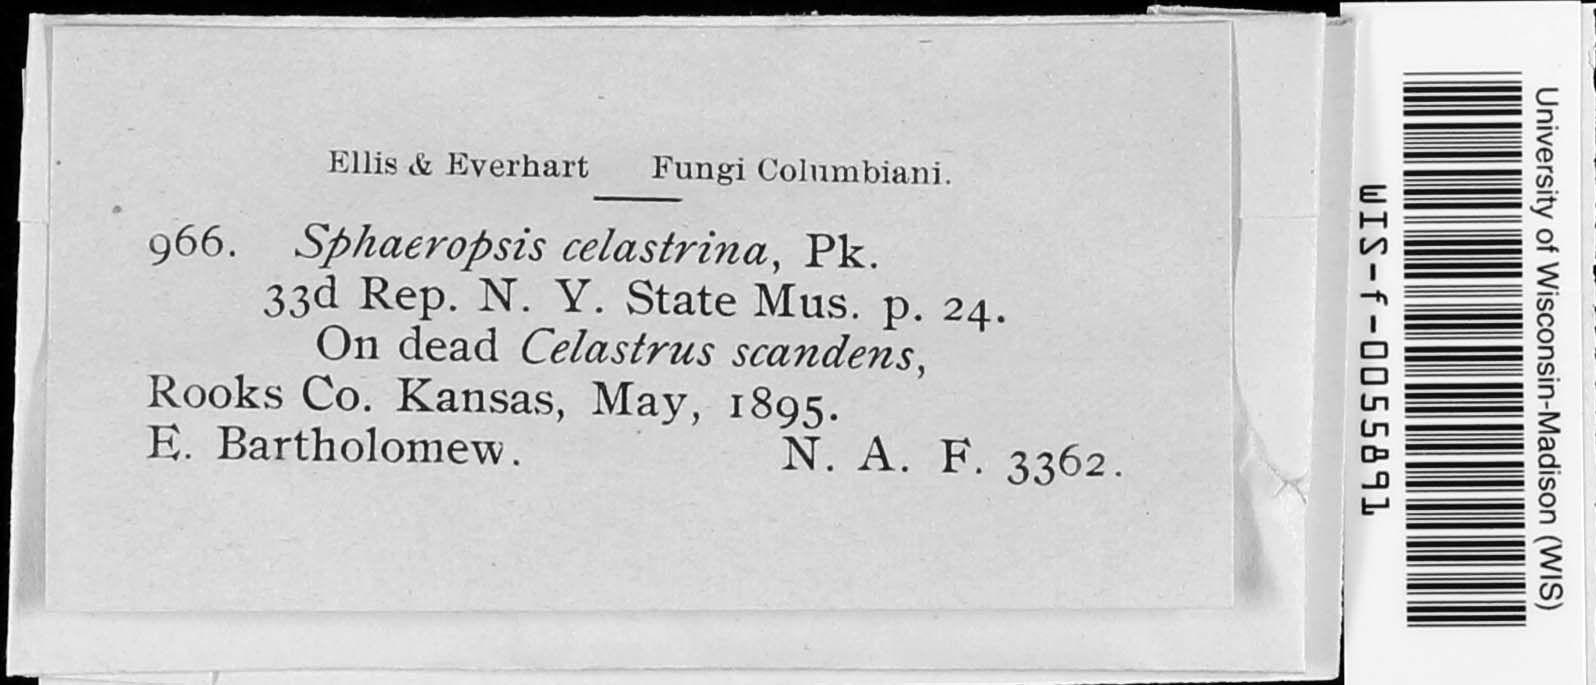 Ellis & Everhart Fungi Columbiani.
966. Sphaeropsis celastrina, Pk.
33d Rep. N. Y. State Mus. p. 24.
On dead Celastrus scandens,
Rooks Co. Kansas, May, 1895.
E. Bartholomew. N. A. F. 3362.
University of Wisconsin-Madison (WIS)
WIS-f-0055891